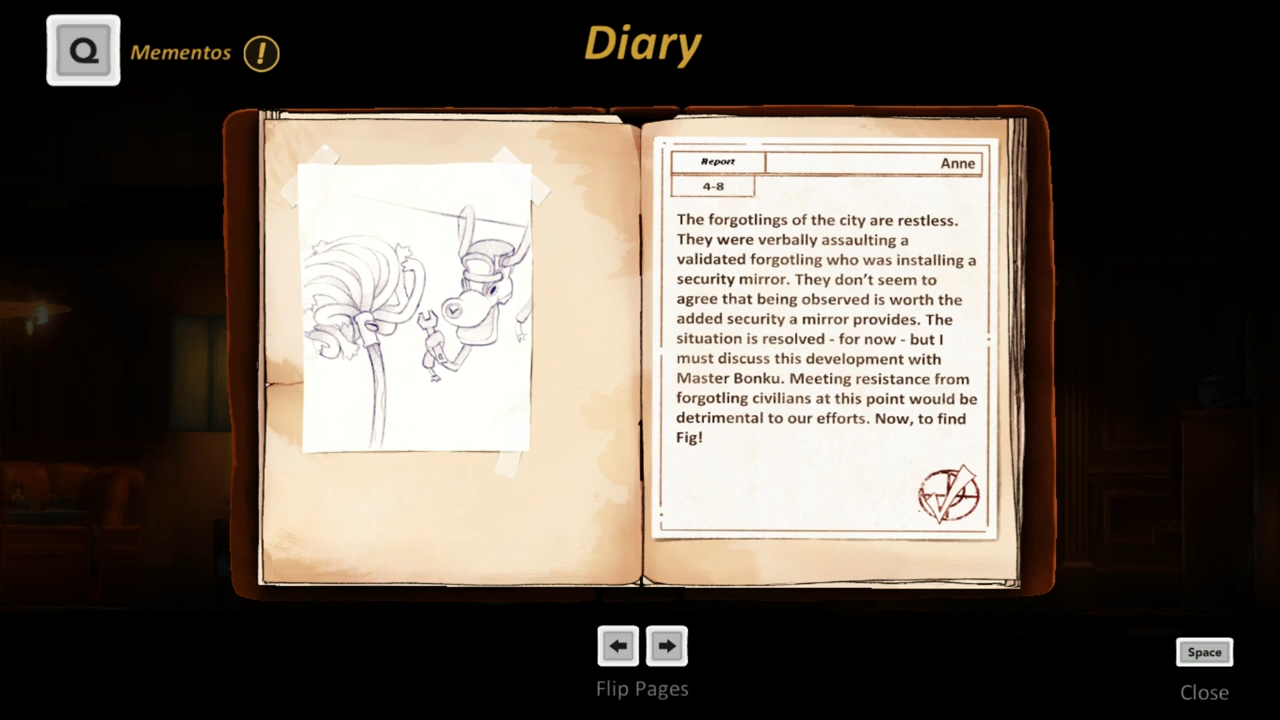 Q
Mementos
!
Diary
Report
Anne
4-8
The forgotlings of the city are restless.
They were verbally assaulting a
validated forgotling who was installing a
security mirror. They don't seem to
agree that being observed is worth the
added security a mirror provides. The
situation is resolved - for now - but I
must discuss this development with
Master Bonku. Meeting resistance from
forgotling civilians at this point would be
detrimental to our efforts. Now, to find
Fig!
Flip Pages
Space
Close